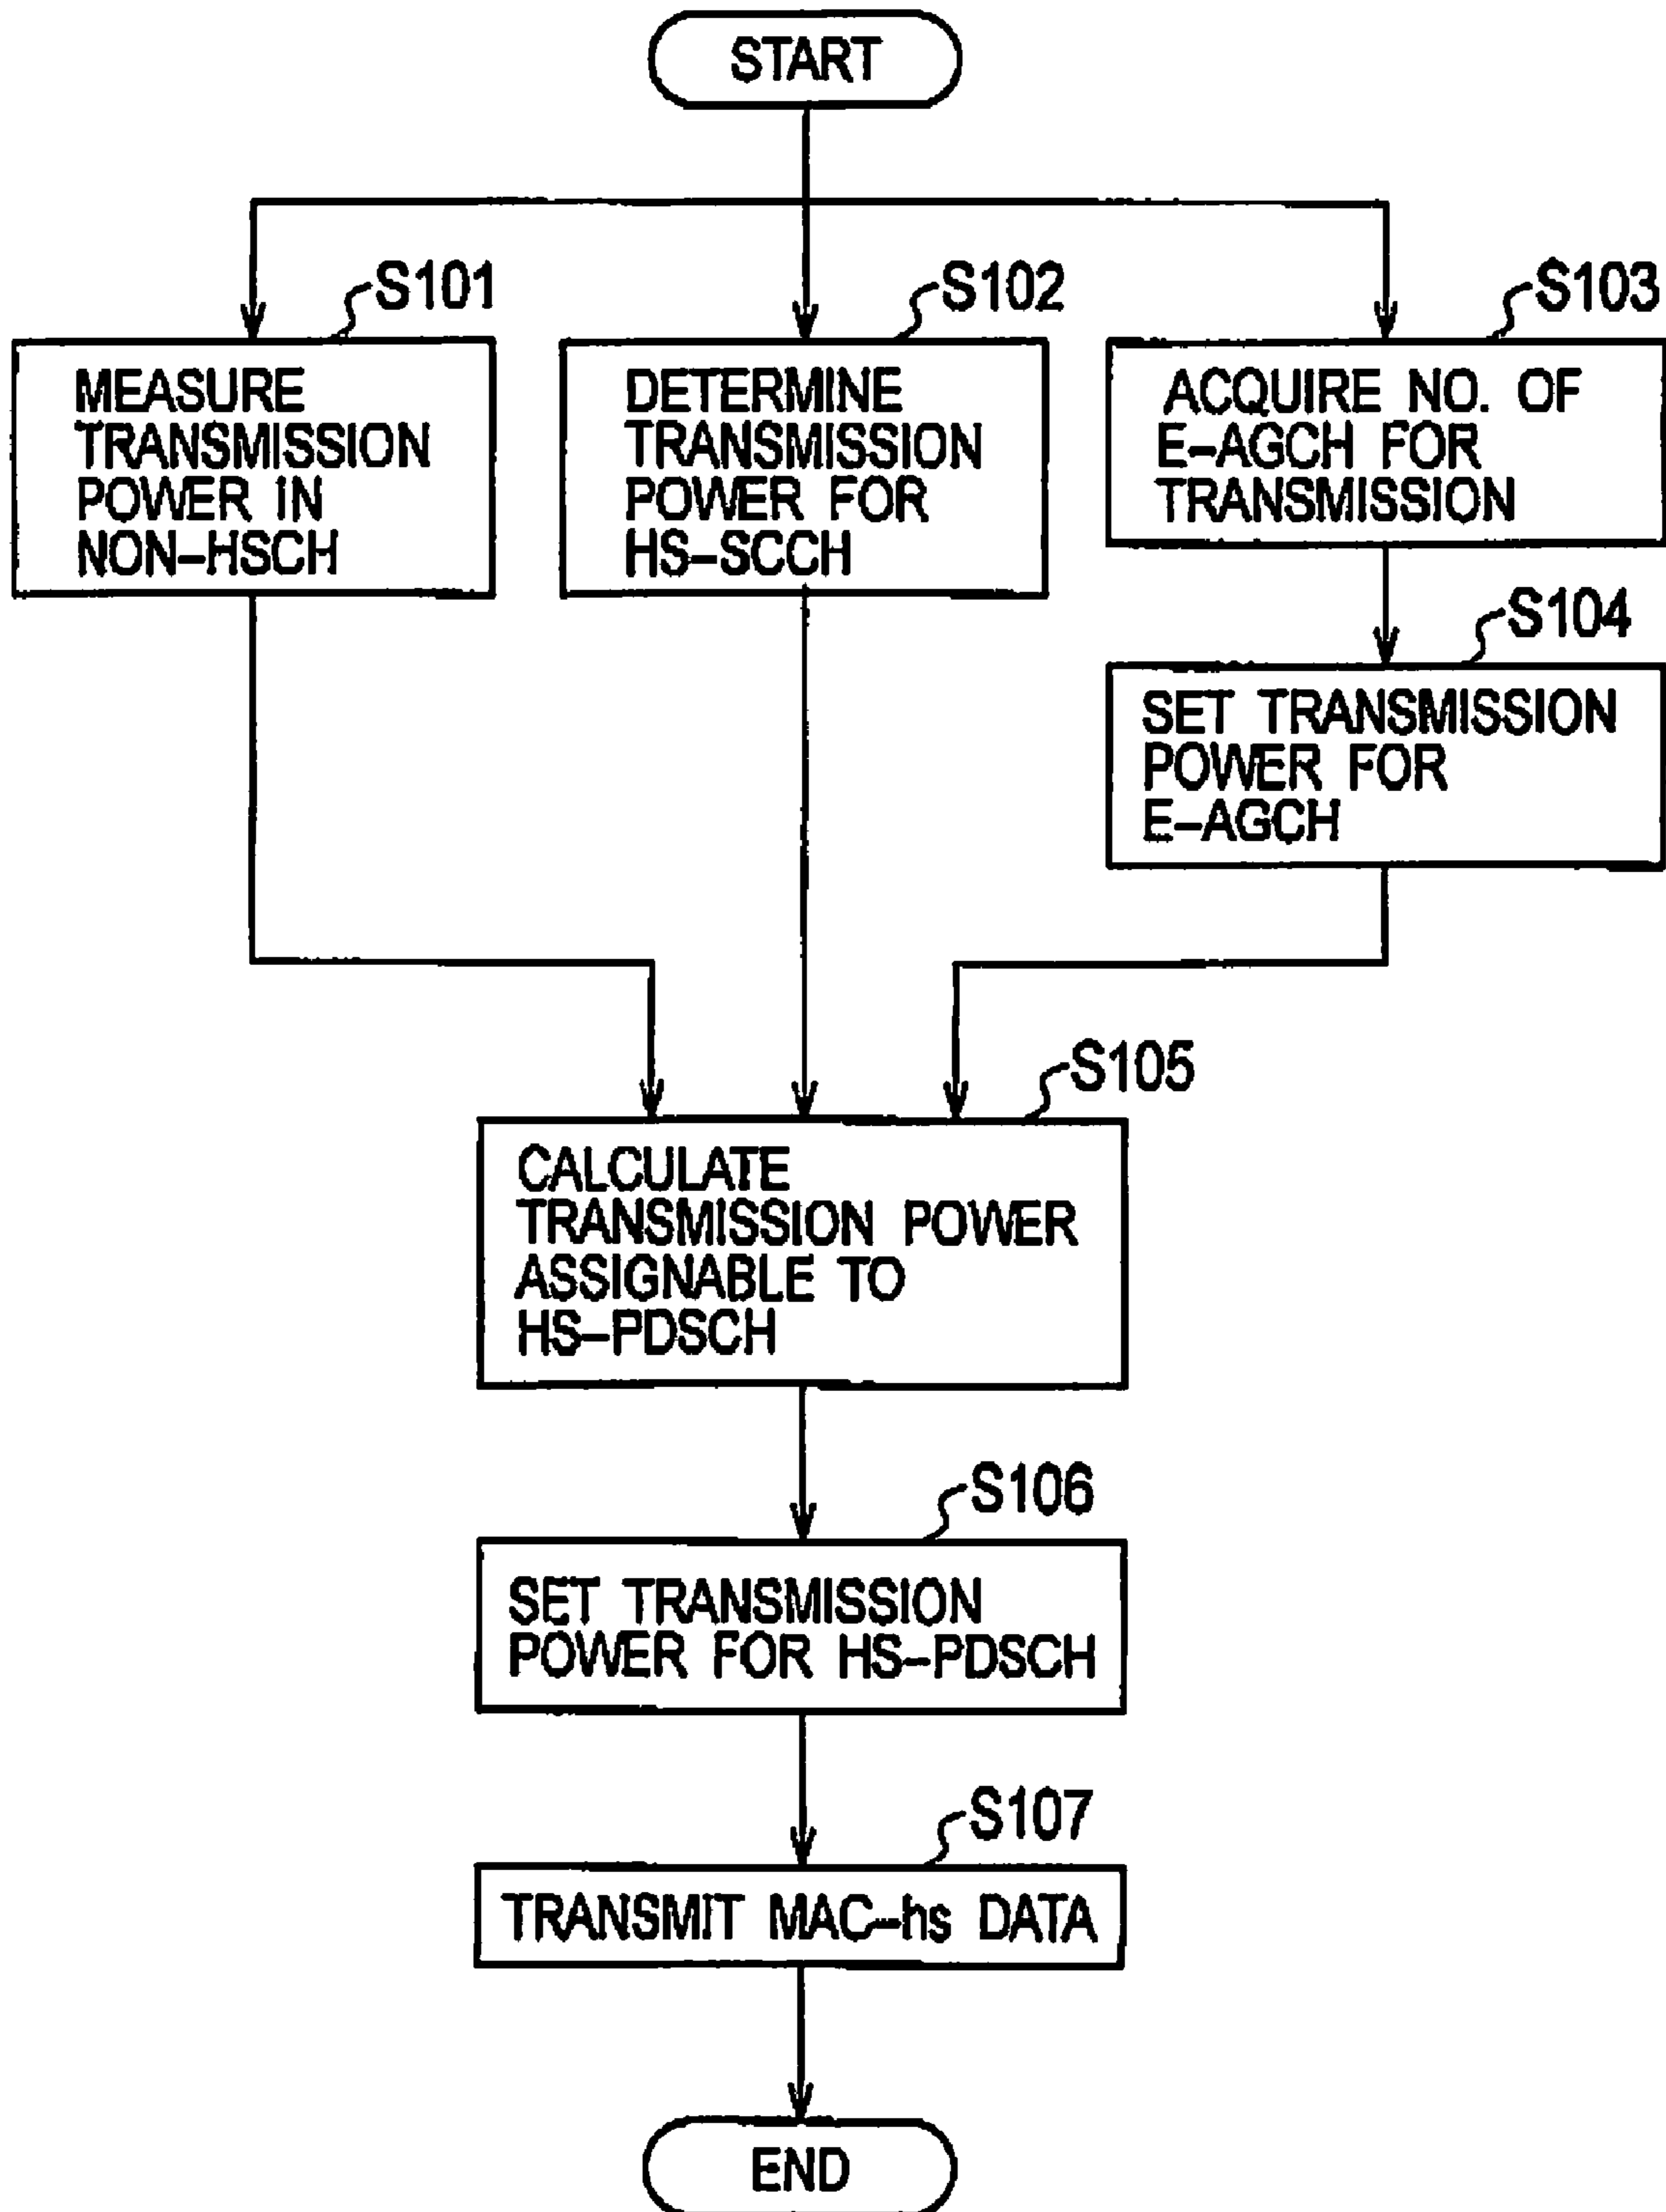 START
S101
MEASURE
TRANSMISSION
POWER IN
NON-HSCH
S102
DETERMINE
TRANSMISSION
POWER FOR
HS-SCCH
S103
ACQUIRE NO. OF
E-AGCH FOR
TRANSMISSION
S104
SET TRANSMISSION
POWER FOR
E-AGCH
S105
CALCULATE
TRANSMISSION POWER
ASSIGNABLE TO
HS-PDSCH
S106
SET TRANSMISSION
POWER FOR HS-PDSCH
S107
TRANSMIT MAC-hs DATA
END